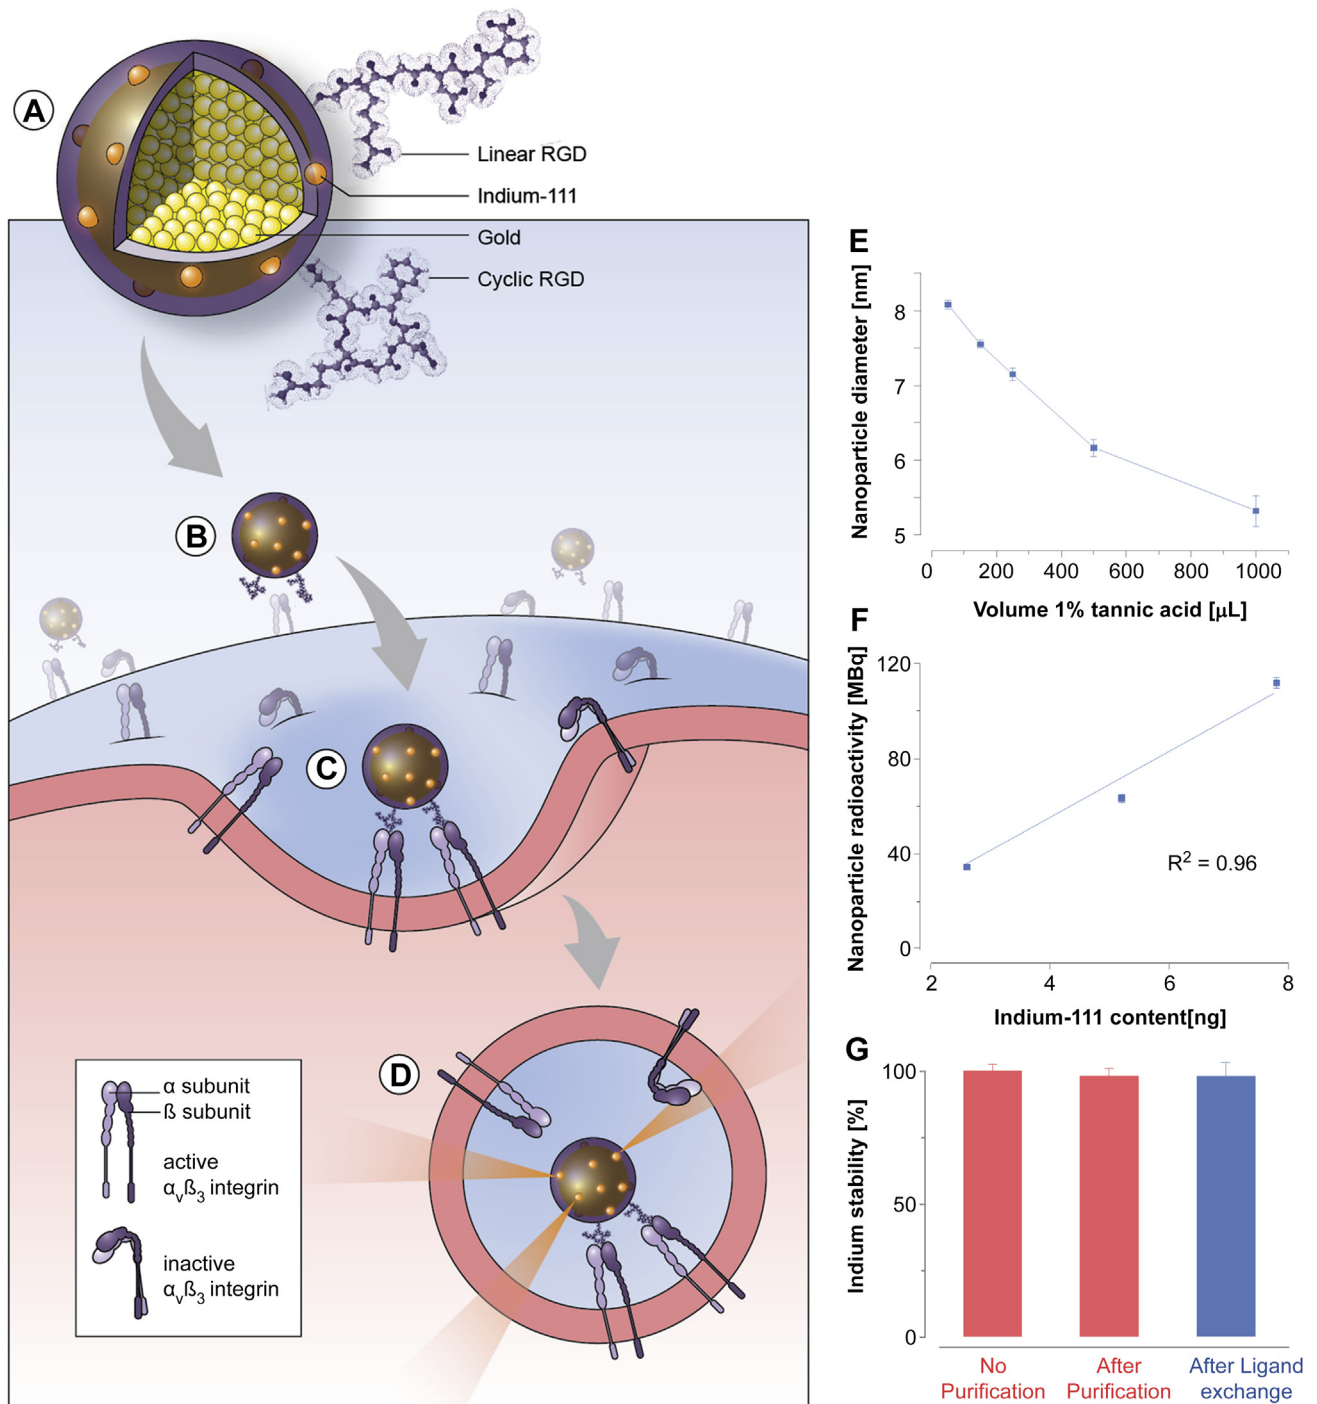 A
Linear RGD
Indium-111
Gold
Cyclic RGD
B
C
D
α subunit
ß subunit
active
αvß3 integrin
inactive
αvß3 integrin
E
Nanoparticle diameter [nm]
8
7
6
5
0 200 400 600 800 1000
Volume 1% tannic acid [µL]
F
Nanoparticle radioactivity [MBq]
120
80
40
0
R² = 0.96
2 4 6 8
Indium-111 content[ng]
G
Indium stability [%]
100
50
0
No
Purification
After
Purification
After Ligand
exchange